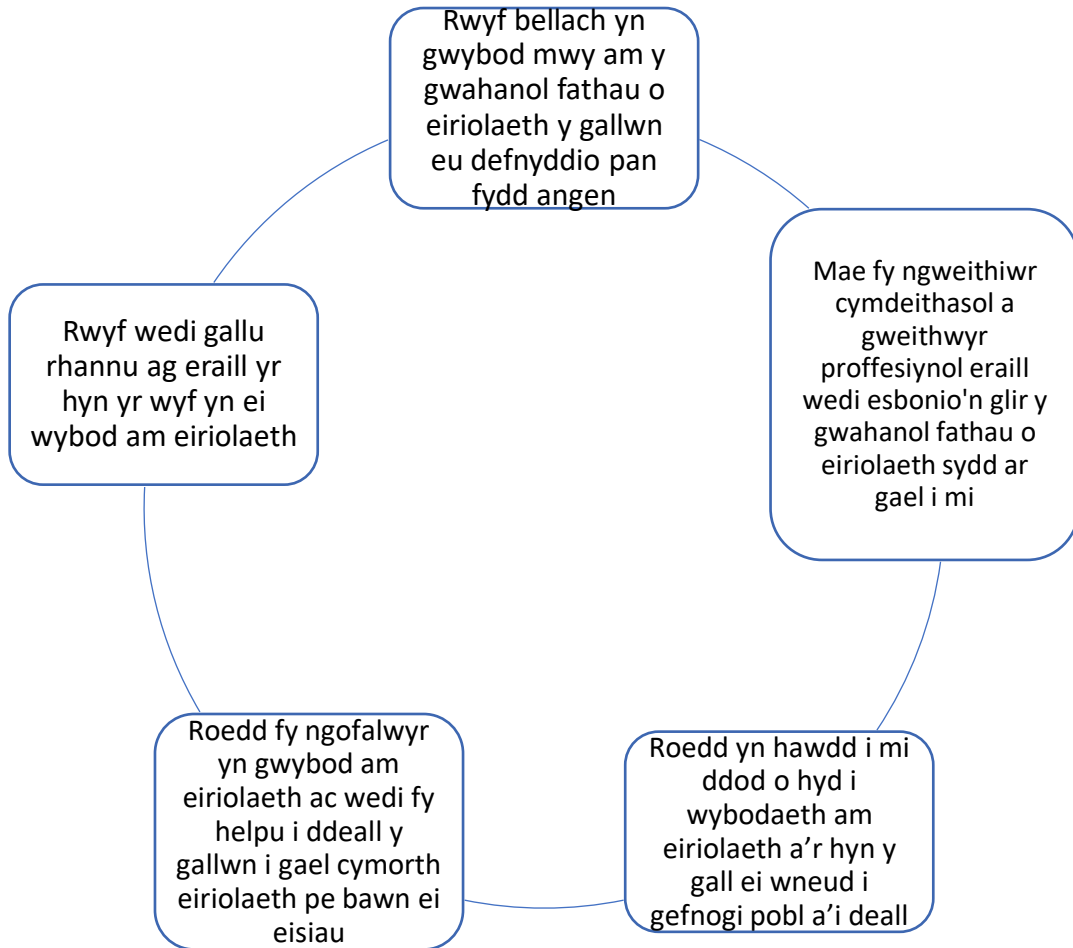 Rwyf bellach yn
gwybod mwy am y
gwahanol fathau o
eiriolaeth y gallwn
eu defnyddio pan
fydd angen
Mae fy ngweithiwr
cymdeithasol a
gweithwyr
proffesiynol eraill
wedi esbonio'n glir y
gwahanol fathau o
eiriolaeth sydd ar
gael i mi
Roedd yn hawdd i mi
ddod o hyd i
wybodaeth am
eiriolaeth a’r hyn y
gall ei wneud i
gefnogi pobl a’i deall
Roedd fy ngofalwyr
yn gwybod am
eiriolaeth ac wedi fy
helpu i ddeall y
gallwn i gael cymorth
eiriolaeth pe bawn ei
eisiau
Rwyf wedi gallu
rhannu ag eraill yr
hyn yr wyf yn ei
wybod am eiriolaeth